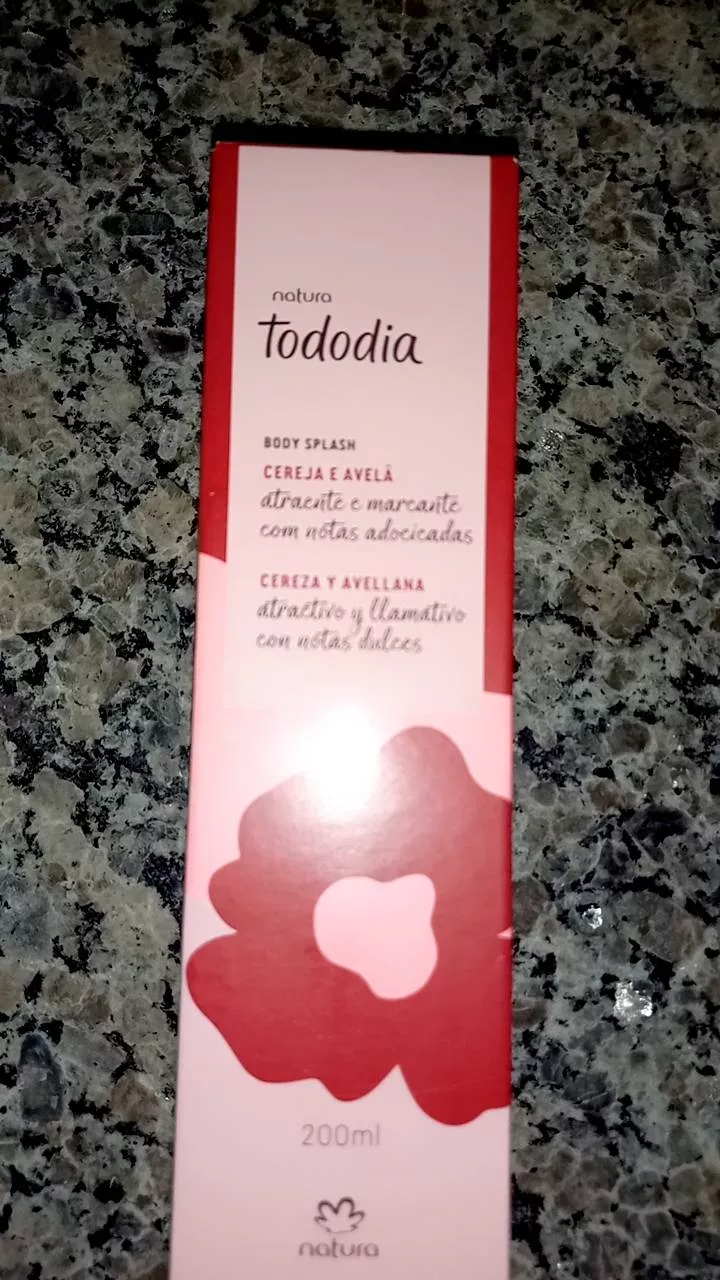 natura
tododia
BODY SPLASH
CEREJA E AVELÃ
atraente e marcante
com notas adocicadas
CEREZA Y AVELLANA
atractivo y llamativo
con notas dulces
200ml
natura